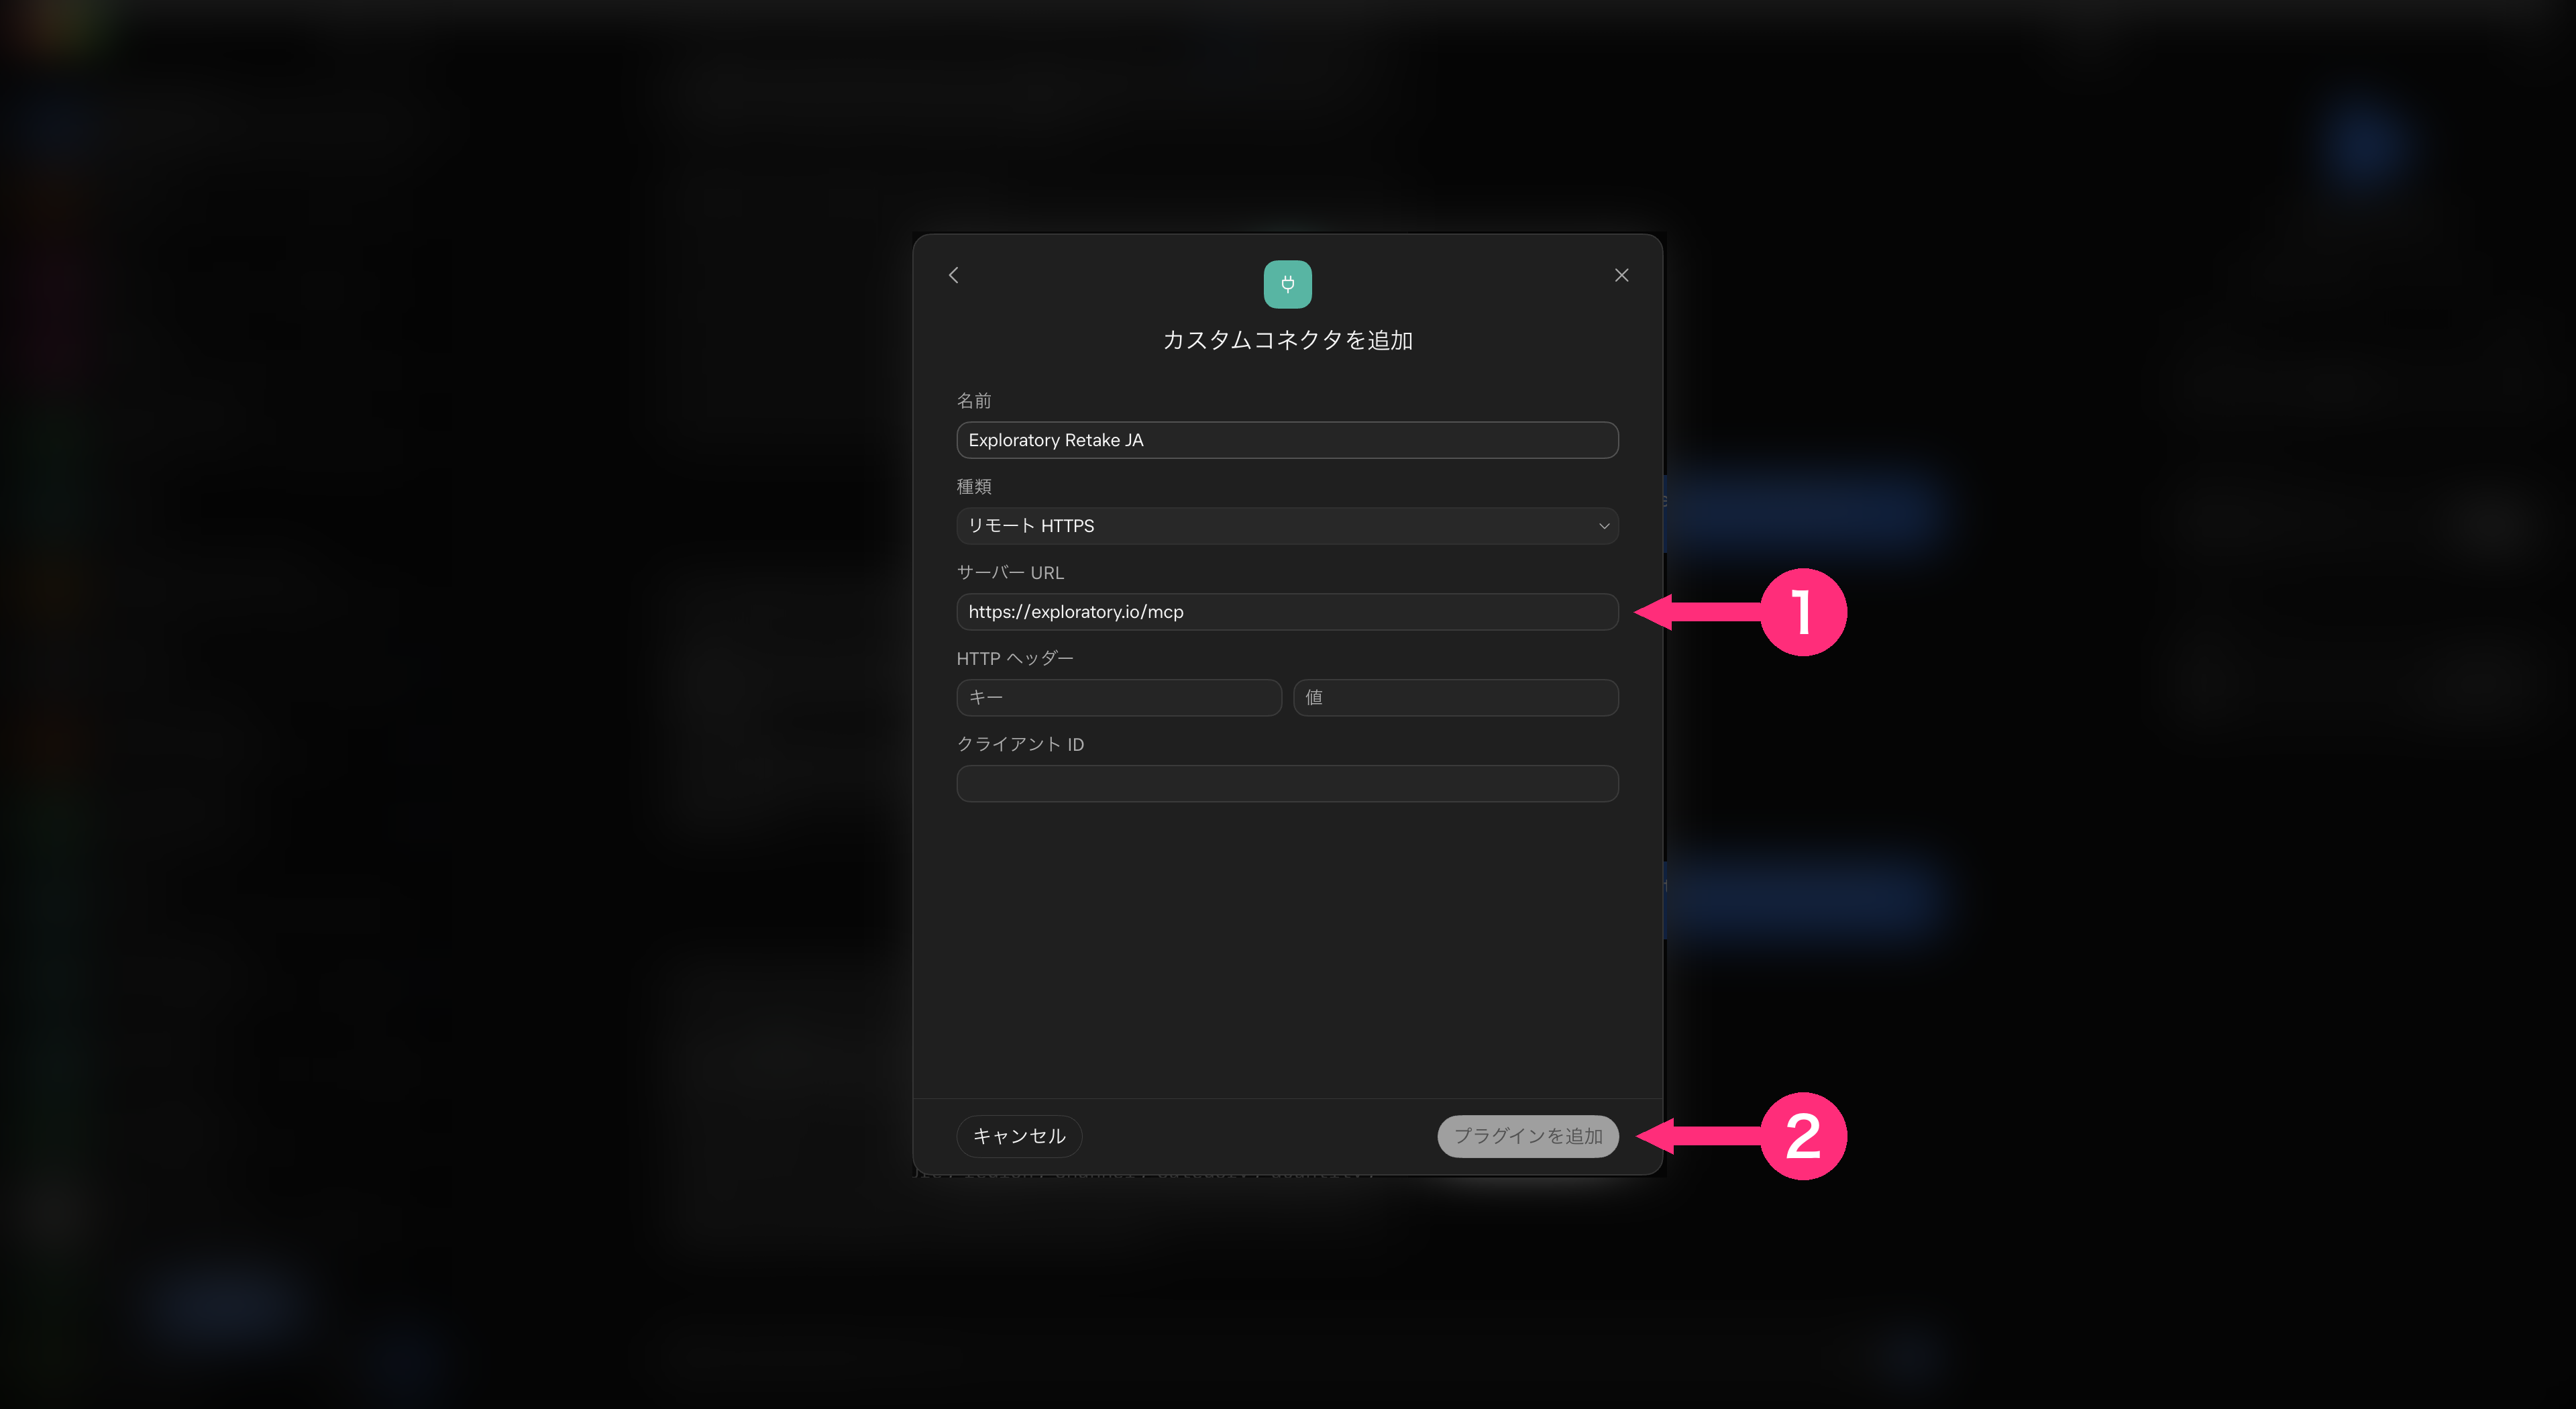 カスタムコネクタを追加
名前
Exploratory Retake JA
種類
リモート HTTPS
サーバー URL
https://exploratory.io/mcp
1
HTTP ヘッダー
キー 値
クライアント ID
キャンセル プラグインを追加
2